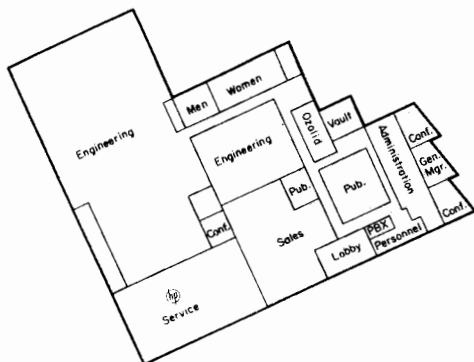 Men
Women
Engineering
Engineering
Ozalid
Vault
Administration
Conf.
Gen.
Mgr.
Conf.
Pub.
Pub.
Conf.
Sales
Lobby
PBX
Personnel
hp
Service